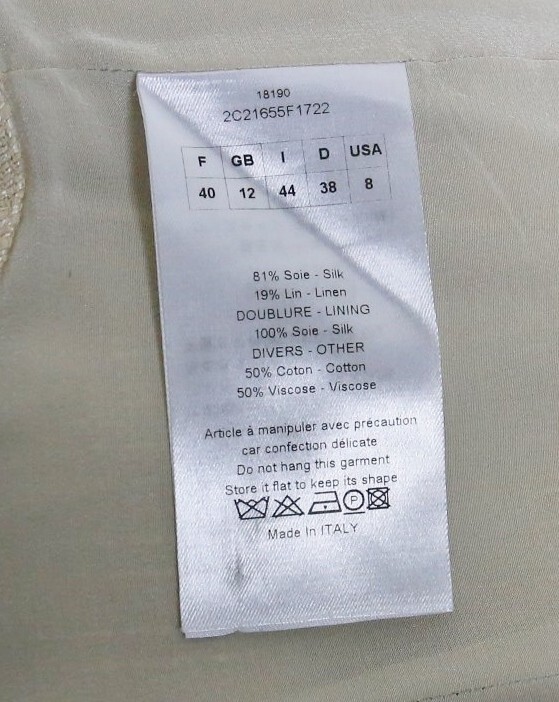 18190
2C21655F1722
F GB I D USA
40 12 44 38 8
81% Soie - Silk
19% Lin - Linen
DOUBLURE - LINING
100% Soie - Silk
DIVERS - OTHER
50% Coton - Cotton
50% Viscose - Viscose
Article à manipuler avec précaution
car confection délicate
Do not hang this garment
Store it flat to keep its shape
P
Made In ITALY